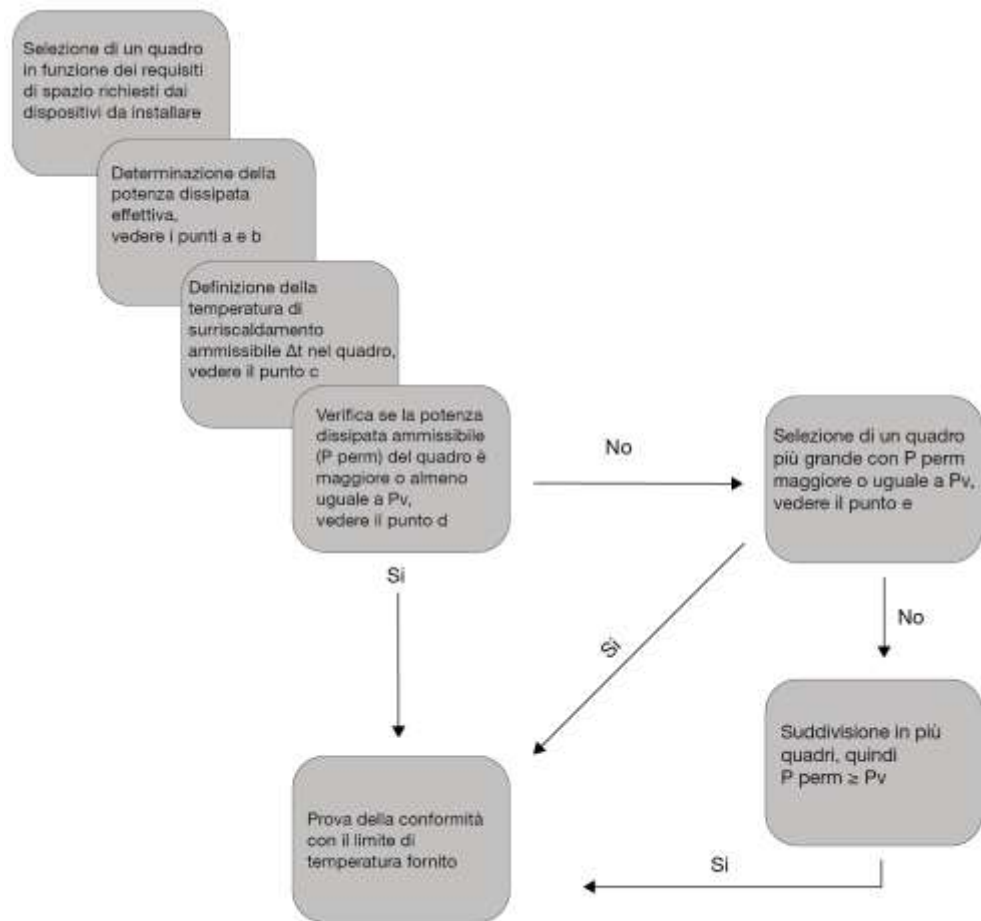 Selezione di un quadro
in funzione dei requisiti
di spazio richiesti dai
dispositivi da installare
Determinazione della
potenza dissipata
effettiva,
vedere i punti a e b
Definizione della
temperatura di
surriscaldamento
ammissibile Δt nel quadro,
vedere il punto c
Verifica se la potenza
dissipata ammissibile
(P perm) del quadro è
maggiore o almeno
uguale a Pv,
vedere il punto d
No
Selezione di un quadro
più grande con P perm
maggiore o uguale a Pv,
vedere il punto e
Si
Si
No
Suddivisione in più
quadri, quindi
P perm ≥ Pv
Prova della conformità
con il limite di
temperatura fornito
Si